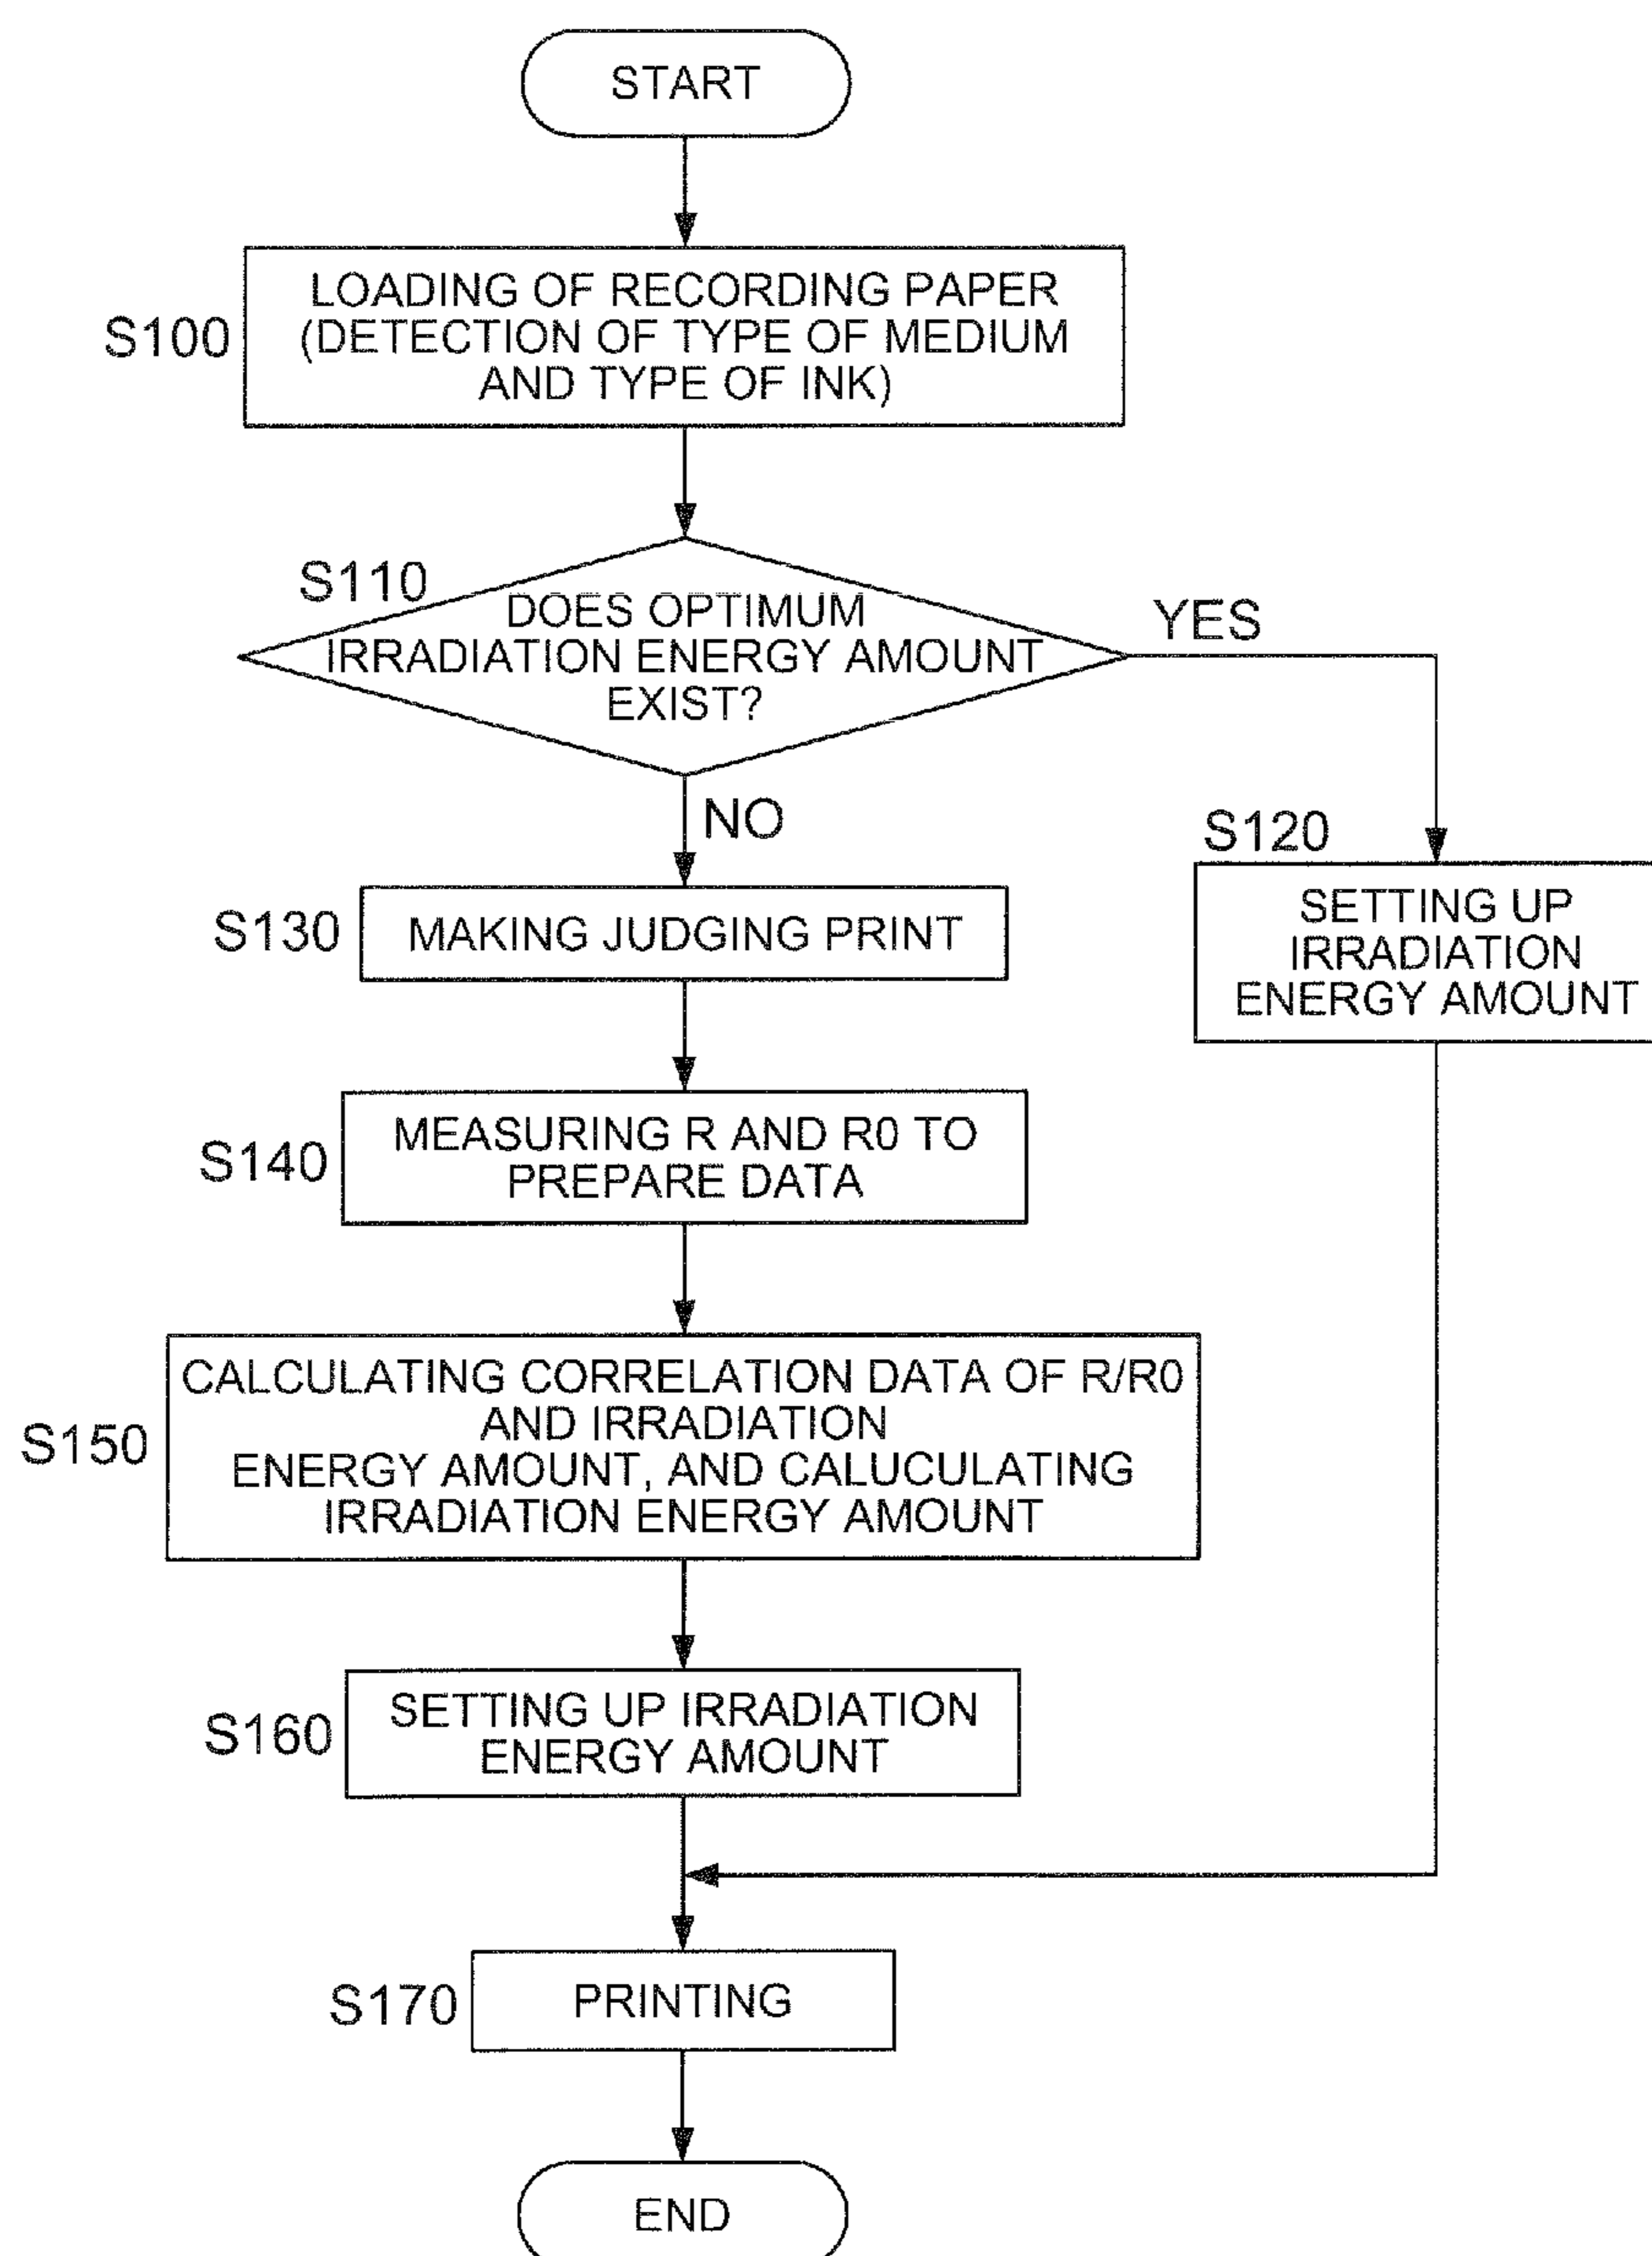 START
S100
LOADING OF RECORDING PAPER
(DETECTION OF TYPE OF MEDIUM
AND TYPE OF INK)
S110
DOES OPTIMUM
IRRADIATION ENERGY AMOUNT
EXIST?
YES
NO
S120
SETTING UP
IRRADIATION
ENERGY AMOUNT
S130
MAKING JUDGING PRINT
S140
MEASURING R AND R0 TO
PREPARE DATA
S150
CALCULATING CORRELATION DATA OF R/R0
AND IRRADIATION
ENERGY AMOUNT, AND CALUCULATING
IRRADIATION ENERGY AMOUNT
S160
SETTING UP IRRADIATION
ENERGY AMOUNT
S170
PRINTING
END